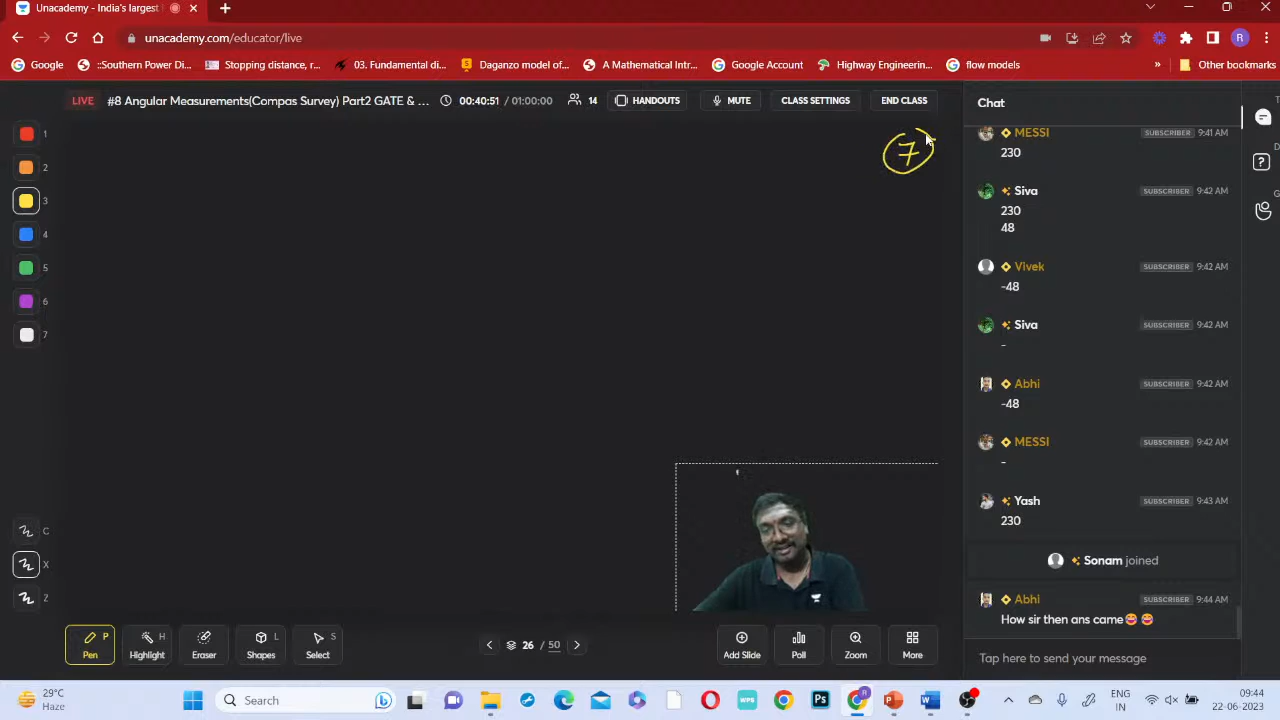 Unacademy - India's largest
unacademy.com/educator/live
Google
::Southern Power Di...
Stopping distance, r...
03. Fundamental di...
Daganzo model of...
A Mathematical Intr...
Google Account
Highway Engineerin...
flow models
»
Other bookmarks
LIVE
#8 Angular Measurements(Compas Survey) Part2 GATE & ...
00:40:51 / 01:00:00
14
HANDOUTS
MUTE
CLASS SETTINGS
END CLASS
Chat
1
2
3
4
5
6
7
7
MESSI SUBSCRIBER 9:41 AM
230
Siva SUBSCRIBER 9:42 AM
230
48
Vivek SUBSCRIBER 9:42 AM
-48
Siva SUBSCRIBER 9:42 AM
-
Abhi SUBSCRIBER 9:42 AM
-48
MESSI SUBSCRIBER 9:42 AM
-
Yash SUBSCRIBER 9:43 AM
230
Sonam joined
Abhi SUBSCRIBER 9:44 AM
How sir then ans came😂😂
Tap here to send your message
C
X
Z
P
Pen
H
Highlight
Eraser
L
Shapes
S
Select
26 / 50
Add Slide
Poll
Zoom
More
29°C
Haze
Search
ENG
IN
09:44
22-06-2023